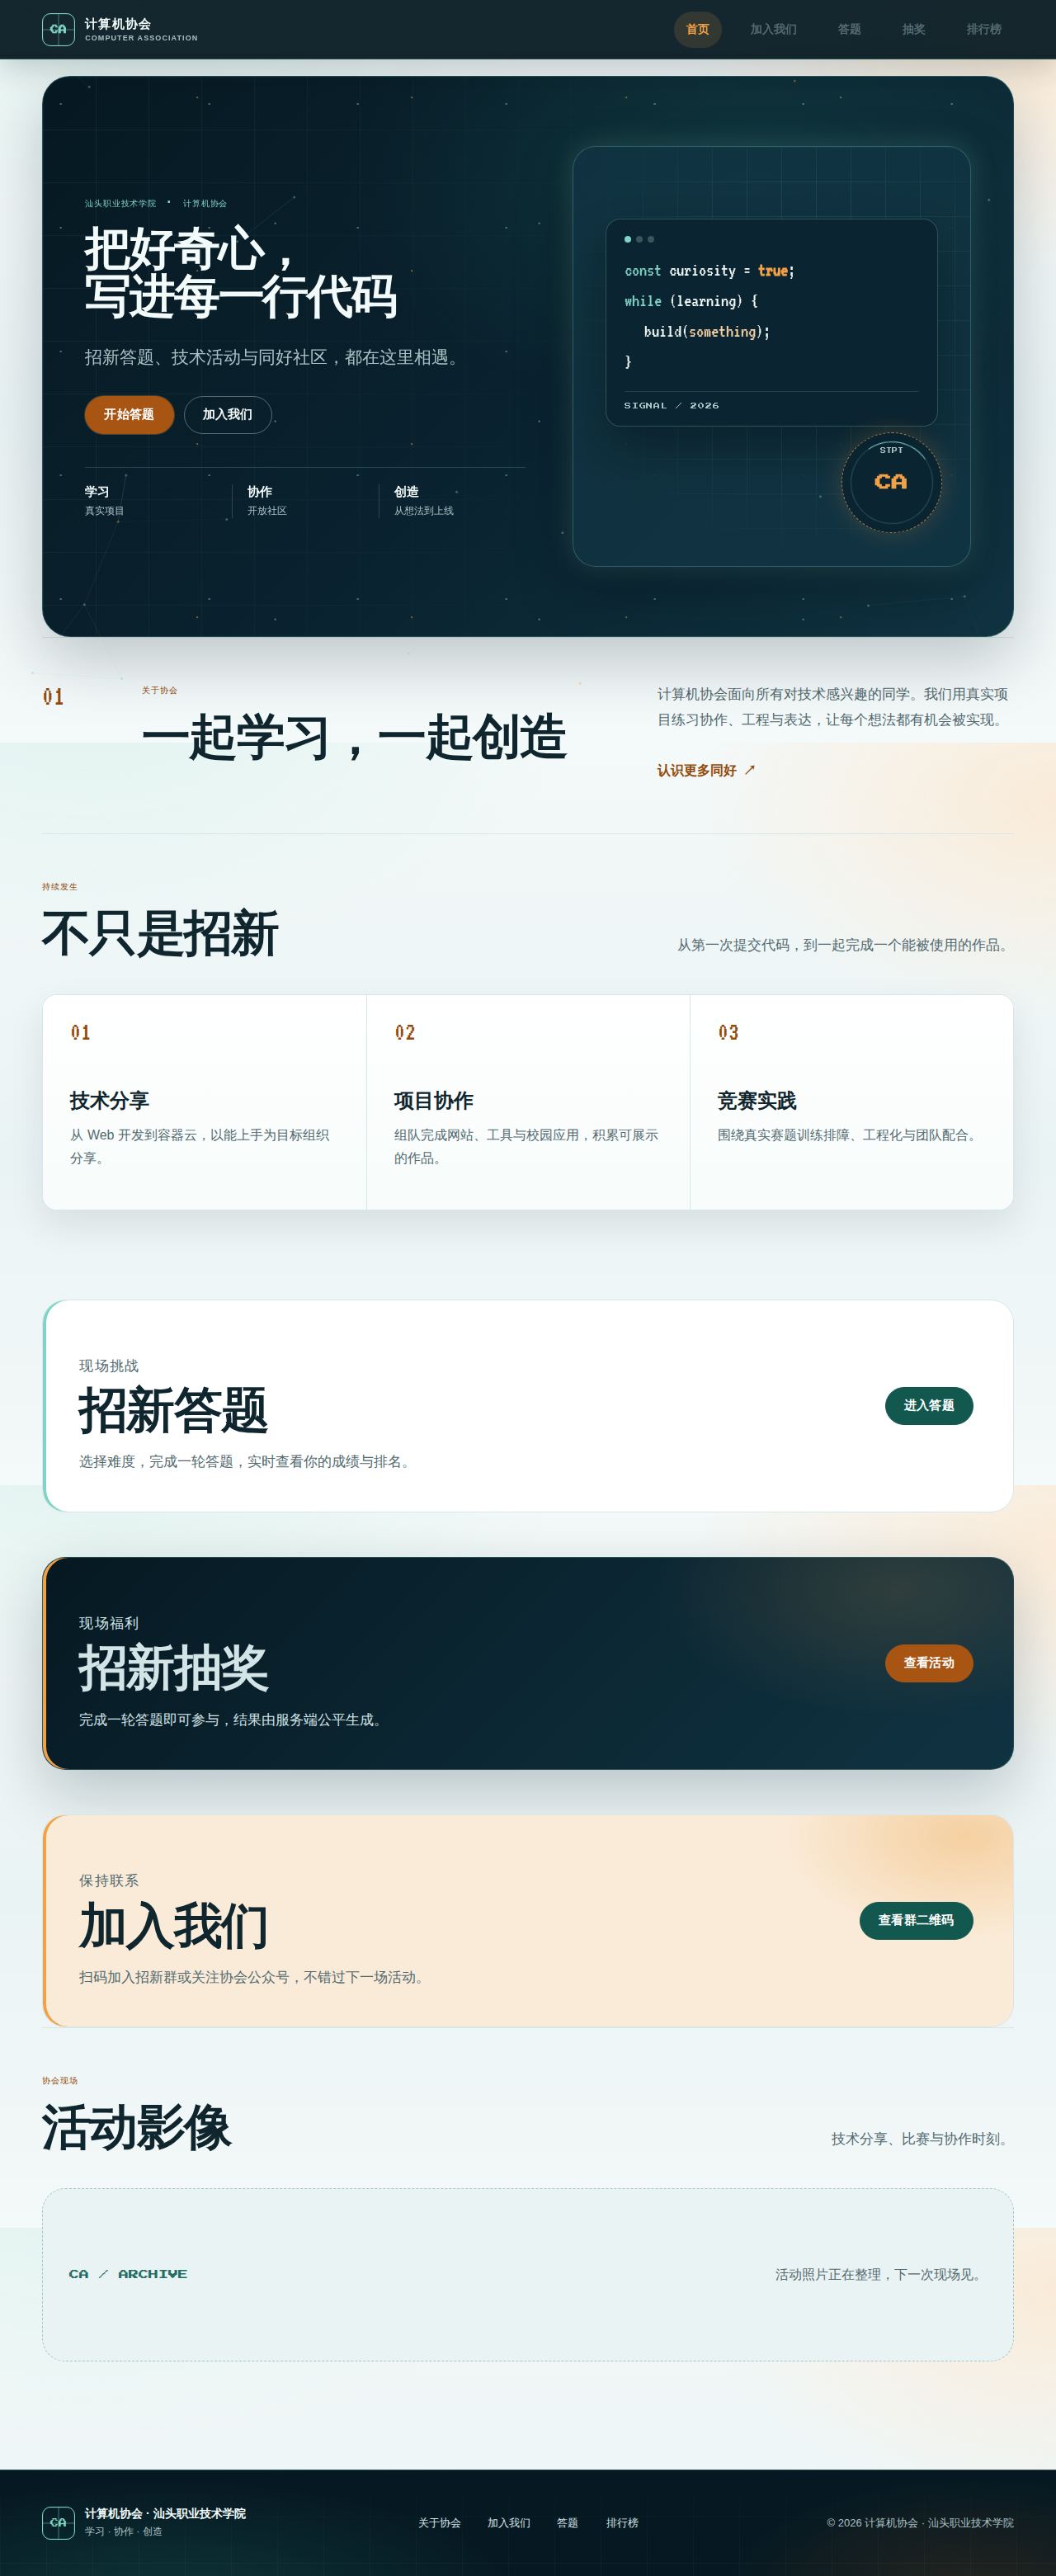 CA
计算机协会
COMPUTER ASSOCIATION
首页
加入我们
答题
抽奖
排行榜
汕头职业技术学院 • 计算机协会
把好奇心，
写进每一行代码
招新答题、技术活动与同好社区，都在这里相遇。
开始答题
加入我们
学习
真实项目
协作
开放社区
创造
从想法到上线
const curiosity = true;
while (learning) {
build(something);
}
SIGNAL / 2026
STPT
CA
01
关于协会
一起学习，一起创造
计算机协会面向所有对技术感兴趣的同学。我们用真实项
目练习协作、工程与表达，让每个想法都有机会被实现。
认识更多同好 ↗
持续发生
不只是招新
从第一次提交代码，到一起完成一个能被使用的作品。
01
技术分享
从 Web 开发到容器云，以能上手为目标组织
分享。
02
项目协作
组队完成网站、工具与校园应用，积累可展示
的作品。
03
竞赛实践
围绕真实赛题训练排障、工程化与团队配合。
现场挑战
招新答题
选择难度，完成一轮答题，实时查看你的成绩与排名。
进入答题
现场福利
招新抽奖
完成一轮答题即可参与，结果由服务端公平生成。
查看活动
保持联系
加入我们
扫码加入招新群或关注协会公众号，不错过下一场活动。
查看群二维码
协会现场
活动影像
技术分享、比赛与协作时刻。
CA / ARCHIVE
活动照片正在整理，下一次现场见。
CA
计算机协会 · 汕头职业技术学院
学习 · 协作 · 创造
关于协会
加入我们
答题
排行榜
© 2026 计算机协会 · 汕头职业技术学院